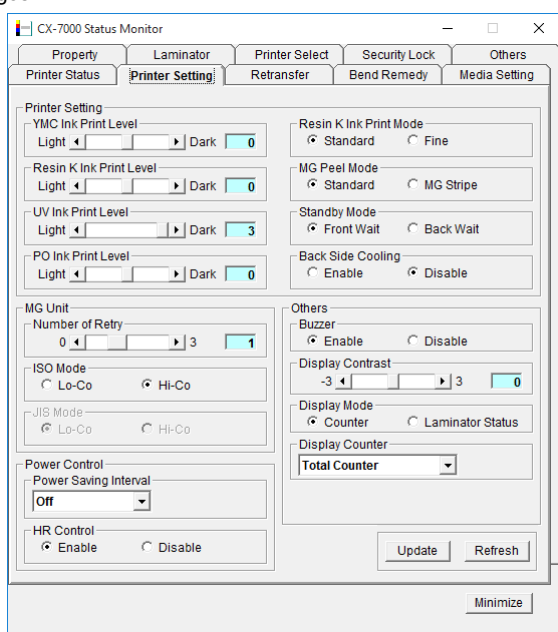 CX-7000 Status Monitor
Property Laminator Printer Select Security Lock Others
Printer Status Printer Setting Retransfer Bend Remedy Media Setting
Printer Setting
YMC Ink Print Level
Light Dark 0
Resin K Ink Print Level
Light Dark 0
UV Ink Print Level
Light Dark 3
PO Ink Print Level
Light Dark 0
Resin K Ink Print Mode
Standard Fine
MG Peel Mode
Standard MG Stripe
Standby Mode
Front Wait Back Wait
Back Side Cooling
Enable Disable
MG Unit
Number of Retry
0 3 1
ISO Mode
Lo-Co Hi-Co
JIS Mode
Lo-Co Hi-Co
Power Control
Power Saving Interval
Off
HR Control
Enable Disable
Others
Buzzer
Enable Disable
Display Contrast
-3 3 0
Display Mode
Counter Laminator Status
Display Counter
Total Counter
Update Refresh
Minimize